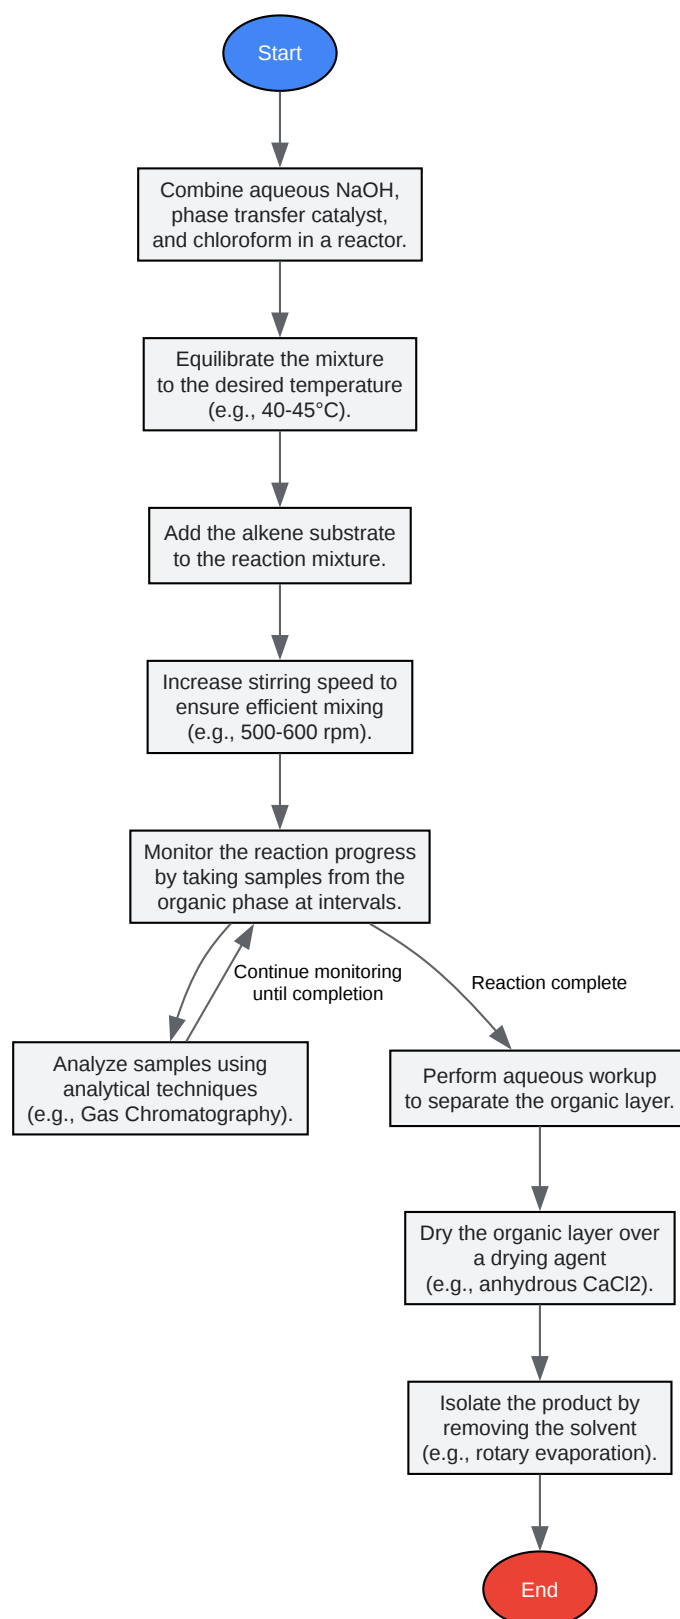 Start
Combine aqueous NaOH,
phase transfer catalyst,
and chloroform in a reactor.
Equilibrate the mixture
to the desired temperature
(e.g., 40-45°C).
Add the alkene substrate
to the reaction mixture.
Increase stirring speed to
ensure efficient mixing
(e.g., 500-600 rpm).
Monitor the reaction progress
by taking samples from the
organic phase at intervals.
Continue monitoring
until completion
Reaction complete
Analyze samples using
analytical techniques
(e.g., Gas Chromatography).
Perform aqueous workup
to separate the organic layer.
Dry the organic layer over
a drying agent
(e.g., anhydrous CaCl2).
Isolate the product by
removing the solvent
(e.g., rotary evaporation).
End